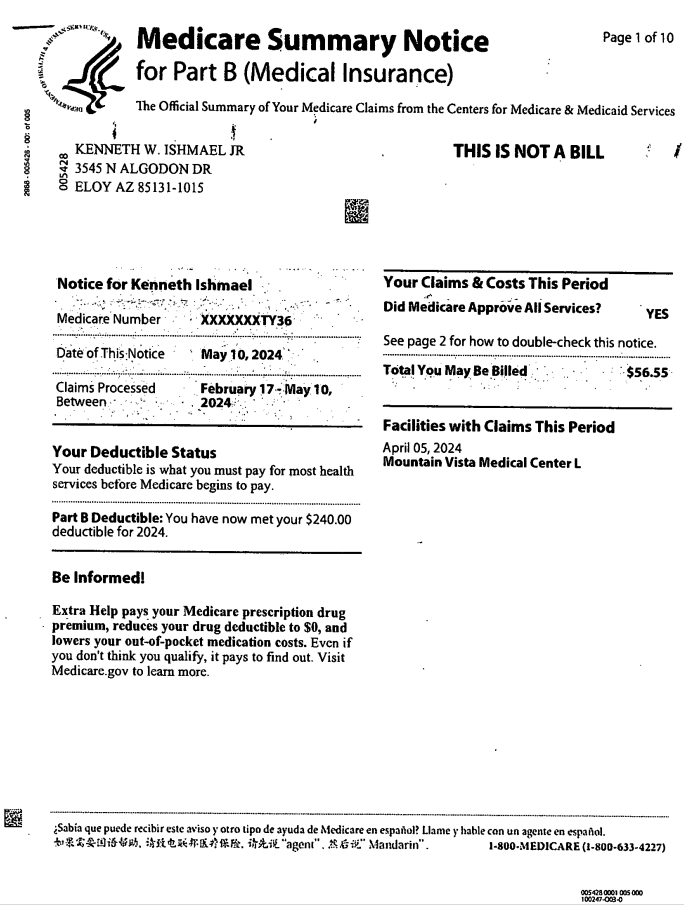 Medicare Summary Notice
Page 1 of 10
for Part B (Medical Insurance)
The Official Summary of Your Medicare Claims from the Centers for Medicare & Medicaid Services
DEPARTMENT OF HEALTH & HUMAN SERVICES • USA
005428
KENNETH W. ISHMAEL JR
3545 N ALGODON DR
ELOY AZ 85131-1015
THIS IS NOT A BILL
Notice for Kenneth Ishmael
Medicare Number XXXXXXXTY36
Date of This Notice May 10, 2024
Claims Processed Between February 17 - May 10, 2024
Your Deductible Status
Your deductible is what you must pay for most health
services before Medicare begins to pay.
Part B Deductible: You have now met your $240.00
deductible for 2024.
Be Informed!
Extra Help pays your Medicare prescription drug
premium, reduces your drug deductible to $0, and
lowers your out-of-pocket medication costs. Even if
you don't think you qualify, it pays to find out. Visit
Medicare.gov to learn more.
Your Claims & Costs This Period
Did Medicare Approve All Services? YES
See page 2 for how to double-check this notice.
Total You May Be Billed $56.55
Facilities with Claims This Period
April 05, 2024
Mountain Vista Medical Center L
¿Sabía que puede recibir este aviso y otro tipo de ayuda de Medicare en español? Llame y hable con un agente en español.
如果需要国语帮助, 请致电联邦医疗保险, 请先说 "agent", 然后说" Mandarin".
1-800-MEDICARE (1-800-633-4227)
005428 0001 005 000